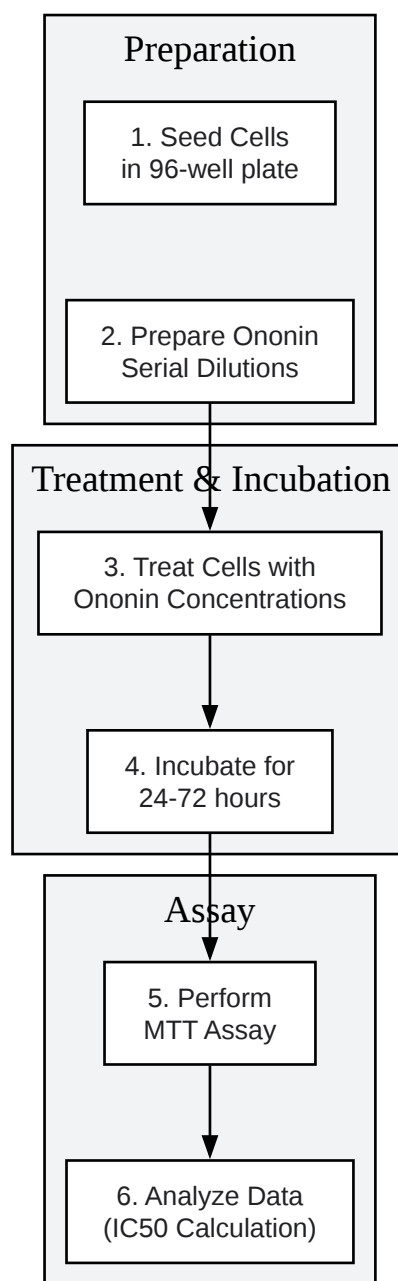 Preparation
1. Seed Cells
in 96-well plate
2. Prepare Ononin
Serial Dilutions
Treatment & Incubation
3. Treat Cells with
Ononin Concentrations
4. Incubate for
24-72 hours
Assay
5. Perform
MTT Assay
6. Analyze Data
(IC50 Calculation)